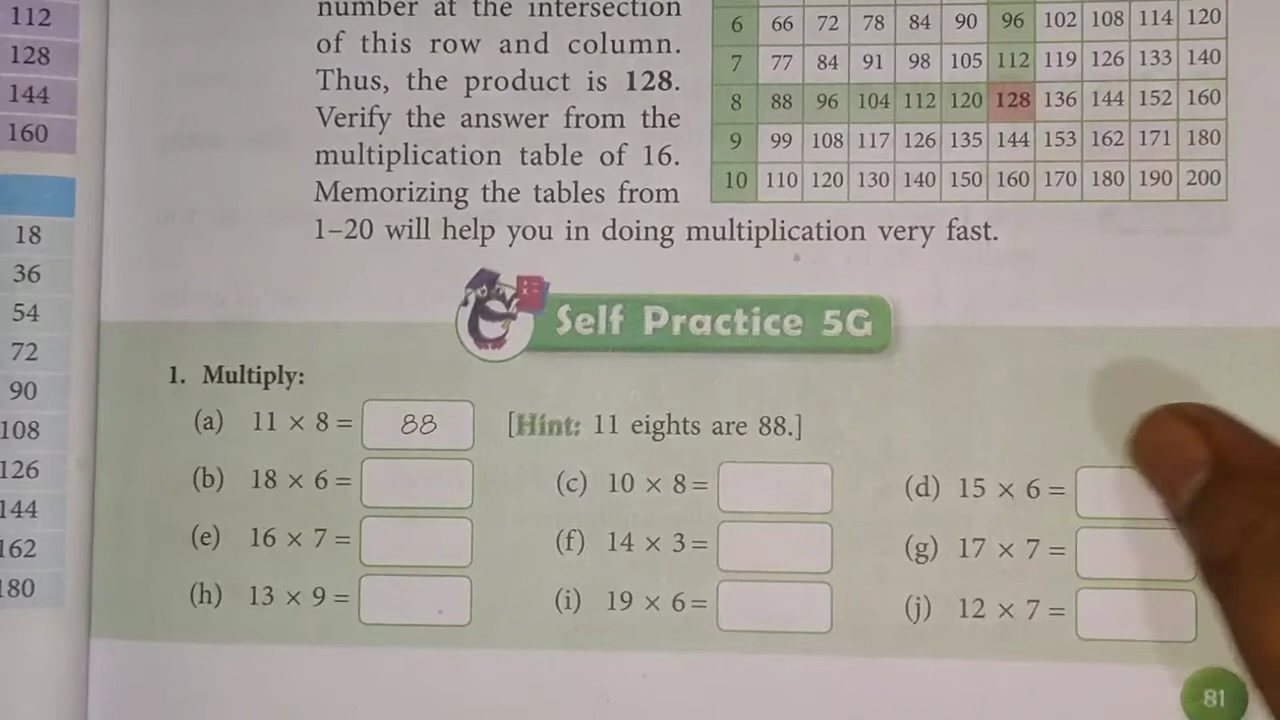 112
128
144
160
18
36
54
72
90
108
126
144
162
180
number at the intersection
of this row and column.
Thus, the product is 128.
Verify the answer from the
multiplication table of 16.
Memorizing the tables from
1–20 will help you in doing multiplication very fast.
6 66 72 78 84 90 96 102 108 114 120
7 77 84 91 98 105 112 119 126 133 140
8 88 96 104 112 120 128 136 144 152 160
9 99 108 117 126 135 144 153 162 171 180
10 110 120 130 140 150 160 170 180 190 200
Self Practice 5G
1. Multiply:
(a) 11 × 8 = 88 [Hint: 11 eights are 88.]
(b) 18 × 6 = (c) 10 × 8 = (d) 15 × 6 =
(e) 16 × 7 = (f) 14 × 3 = (g) 17 × 7 =
(h) 13 × 9 = (i) 19 × 6 = (j) 12 × 7 =
81